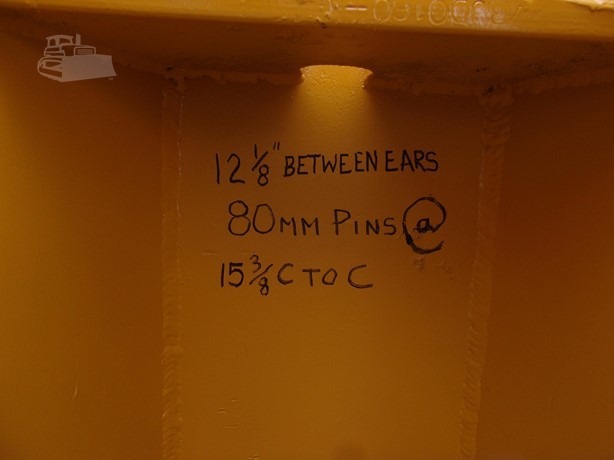 12 1/8" BETWEEN EARS
80MM PINS @
15 3/8 C TO C